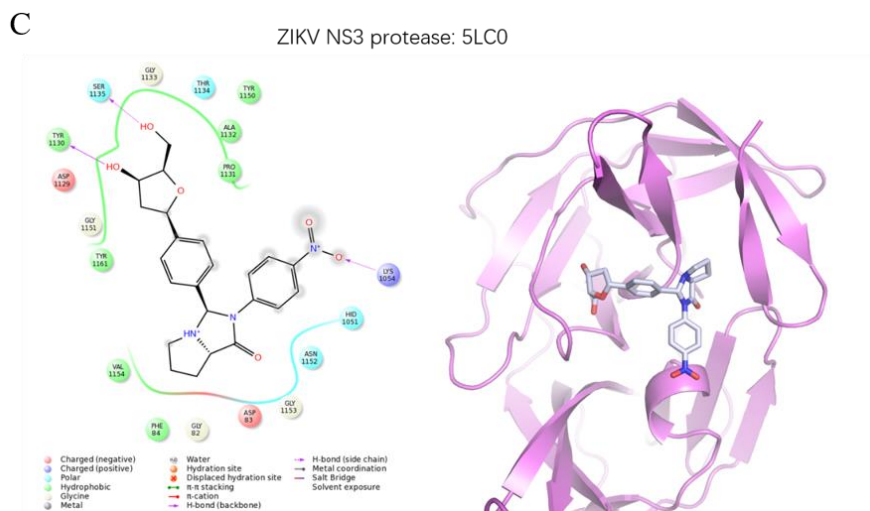 C
ZIKV NS3 protease: 5LC0
GLY
1133
SER
1135
THR
1134
TYR
1150
TYR
1130
HO
ALA
1132
HO
PRO
1131
ASP
1129
O
O
GLY
1151
N⁺
O⁻
LYS
1054
TYR
1161
HID
1051
N
HN⁺
O
ASN
1152
VAL
1154
GLY
1153
ASP
83
PHE
84
GLY
82
Charged (negative)
Charged (positive)
Polar
Hydrophobic
Glycine
Metal
Water
Hydration site
Displaced hydration site
π-π stacking
π-cation
H-bond (backbone)
H-bond (side chain)
Metal coordination
Salt Bridge
Solvent exposure